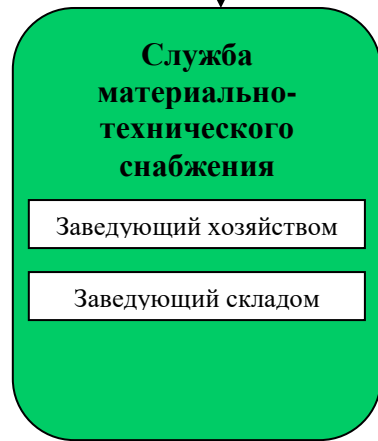 Служба
материально-
технического
снабжения
Заведующий хозяйством
Заведующий складом